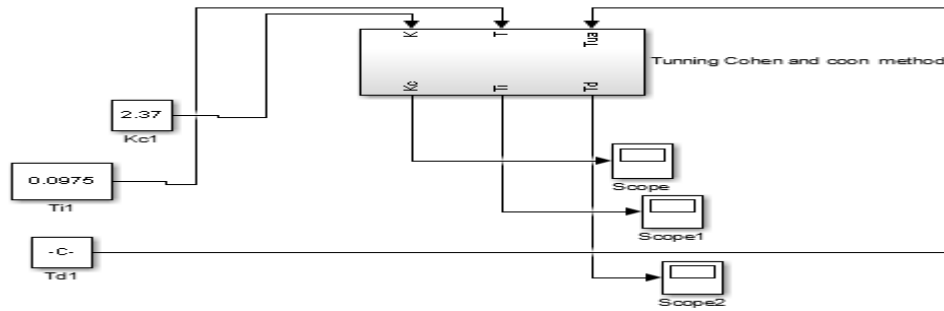 K T Tua
Kc Ti Td
Tunning Cohen and coon method
2.37
Kc1
0.0975
Ti1
-C-
Td1
Scope
Scope1
Scope2